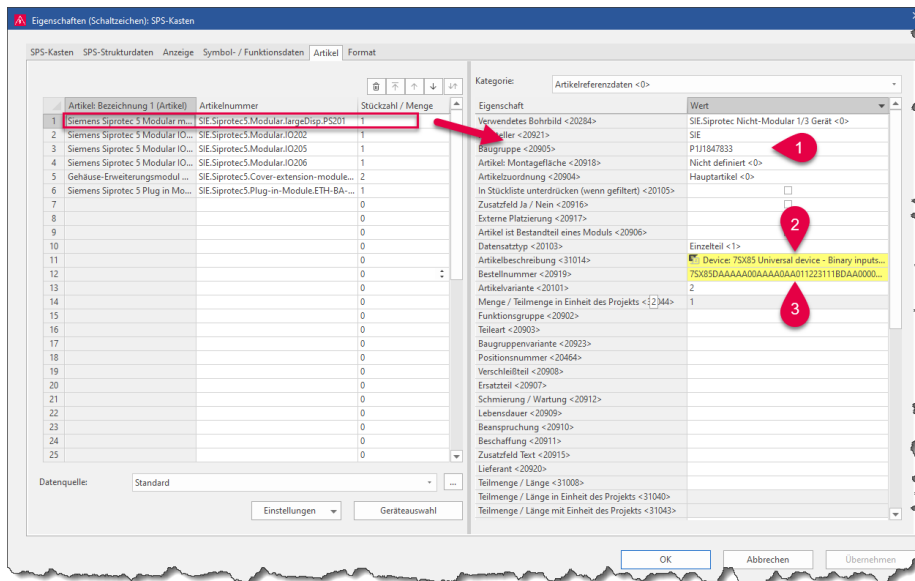 Eigenschaften (Schaltzeichen): SPS-Kasten
SPS-Kasten SPS-Strukturdaten Anzeige Symbol- / Funktionsdaten Artikel Format
Kategorie: Artikelreferenzdaten <0>
Artikel: Bezeichnung 1 (Artikel) Artikelnummer Stückzahl / Menge
1 Siemens Siprotec 5 Modular m... SIE.Siprotec5.Modular.largeDisp.PS201 1
2 Siemens Siprotec 5 Modular IO... SIE.Siprotec5.Modular.IO202 1
3 Siemens Siprotec 5 Modular IO... SIE.Siprotec5.Modular.IO205 1
4 Siemens Siprotec 5 Modular IO... SIE.Siprotec5.Modular.IO206 1
5 Gehäuse-Erweiterungsmodul ... SIE.Siprotec5.Cover-extension-module... 2
6 Siemens Siprotec 5 Plug in Mo... SIE.Siprotec5.Plug-in-Module.ETH-BA-... 1
7 0
8 0
9 0
10 0
11 0
12 0
13 0
14 0
15 0
16 0
17 0
18 0
19 0
20 0
21 0
22 0
23 0
24 0
25 0
Datenquelle: Standard ...
Einstellungen Geräteauswahl
Eigenschaft Wert
Verwendetes Bohrbild <20284> SIE.Siprotec Nicht-Modular 1/3 Gerät <0>
<20921> SIE
Baugruppe <20905> P1J1847833
Artikel: Montagefläche <20918> Nicht definiert <0>
Artikelzuordnung <20904> Hauptartikel <0>
In Stückliste unterdrücken (wenn gefiltert) <20105>
Zusatzfeld Ja / Nein <20916>
Externe Platzierung <20917>
Artikel ist Bestandteil eines Moduls <20906>
Datensatztyp <20103> Einzelteil <1>
Artikelbeschreibung <31014> Device: 7SX85 Universal device - Binary inputs...
Bestellnummer <20919> 7SX85DAAAAA00AAAA0AA011223111BDAA0000...
Artikelvariante <20101> 2
Menge / Teilmenge in Einheit des Projekts 2 1
Funktionsgruppe <20902>
Teileart <20903>
Baugruppenvariante <20923>
Positionsnummer <20464>
Verschleißteil <20908>
Ersatzteil <20907>
Schmierung / Wartung <20912>
Lebensdauer <20909>
Beanspruchung <20910>
Beschaffung <20911>
Zusatzfeld Text <20915>
Lieferant <20920>
Teilmenge / Länge <31008>
Teilmenge / Länge in Einheit des Projekts <31040>
Teilmenge / Länge mit Einheit des Projekts <31043>
1
2
3
OK Abbrechen Übernehmen